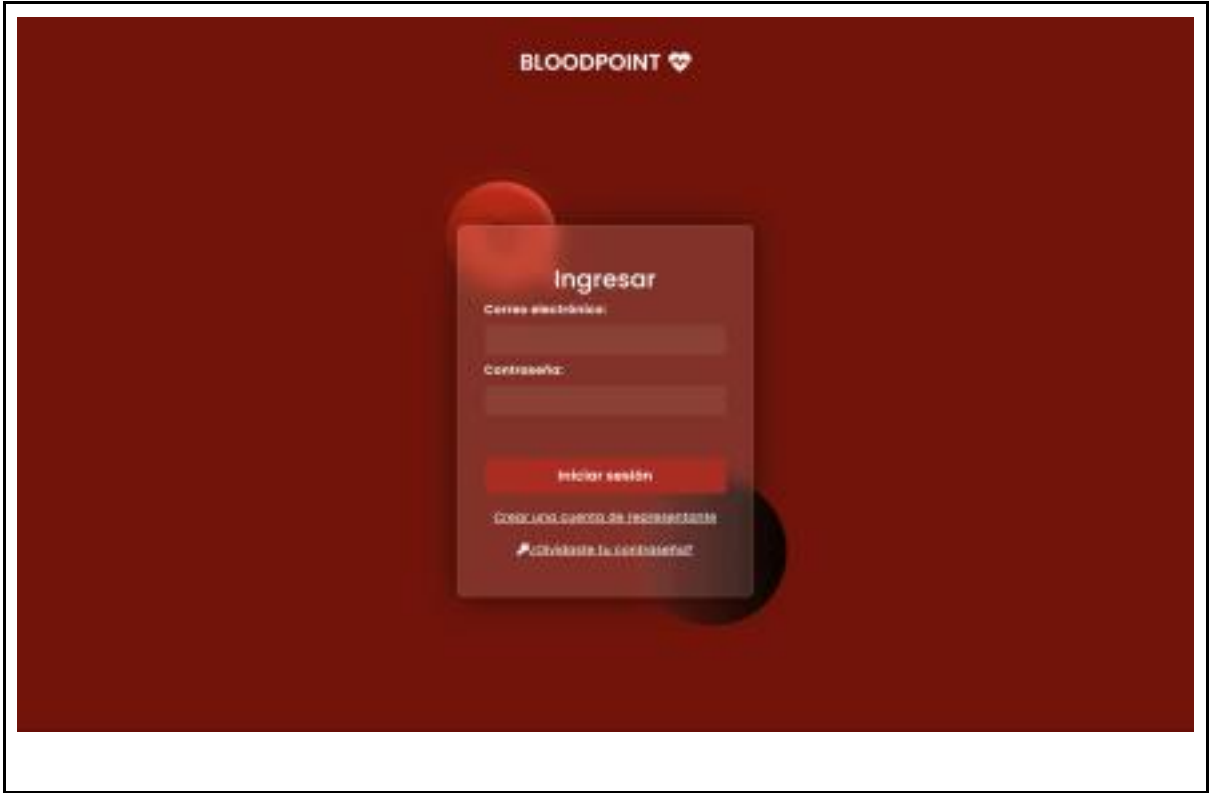 BLOODPOINT
Ingresar
Correo electrónico:
Contraseña:
Iniciar sesión
Crear una cuenta de representante
¿Olvidaste tu contraseña?